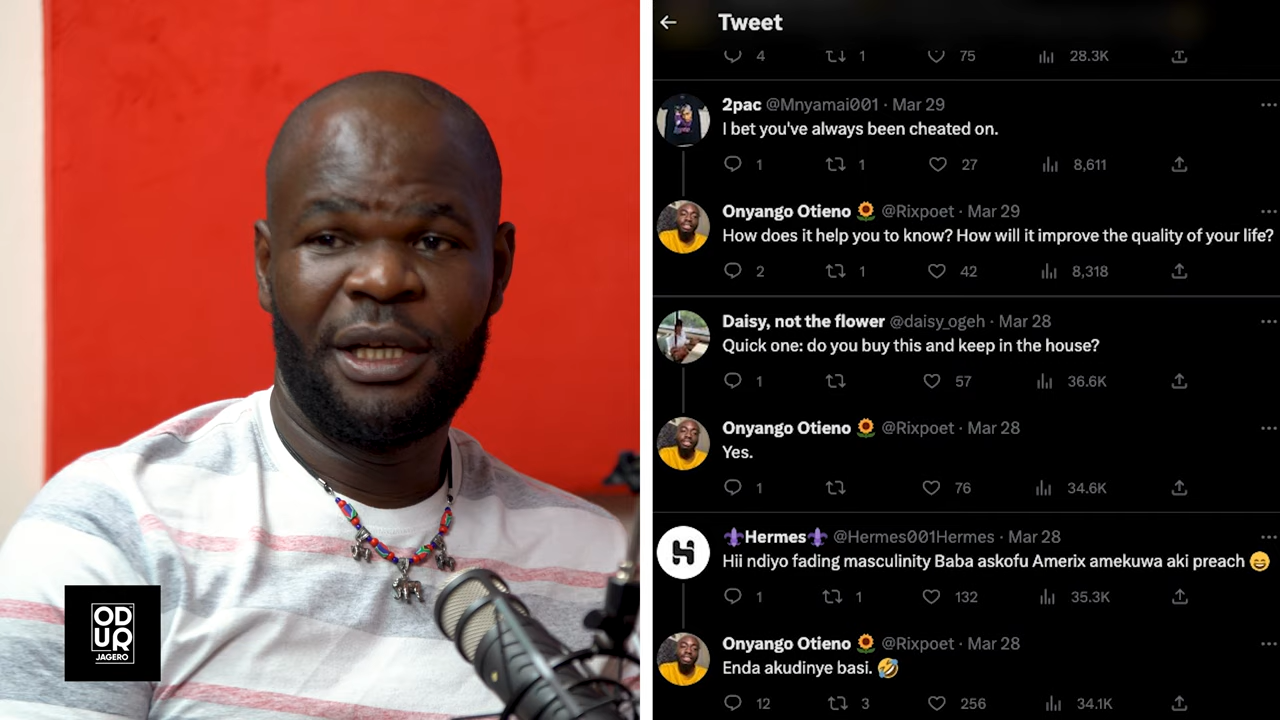 OD
UR
JAGERO
Tweet
4 1 75 28.3K
2pac @Mnyamai001 · Mar 29
I bet you've always been cheated on.
1 1 27 8,611
Onyango Otieno 🌻 @Rixpoet · Mar 29
How does it help you to know? How will it improve the quality of your life?
2 1 42 8,318
Daisy, not the flower @daisy_ogeh · Mar 28
Quick one: do you buy this and keep in the house?
1 57 36.6K
Onyango Otieno 🌻 @Rixpoet · Mar 28
Yes.
1 76 34.6K
⚜Hermes⚜ @Hermes001Hermes · Mar 28
Hii ndiyo fading masculinity Baba askofu Amerix amekuwa aki preach 😄
1 1 132 35.3K
Onyango Otieno 🌻 @Rixpoet · Mar 28
Enda akudinye basi. 🤣
12 3 256 34.1K